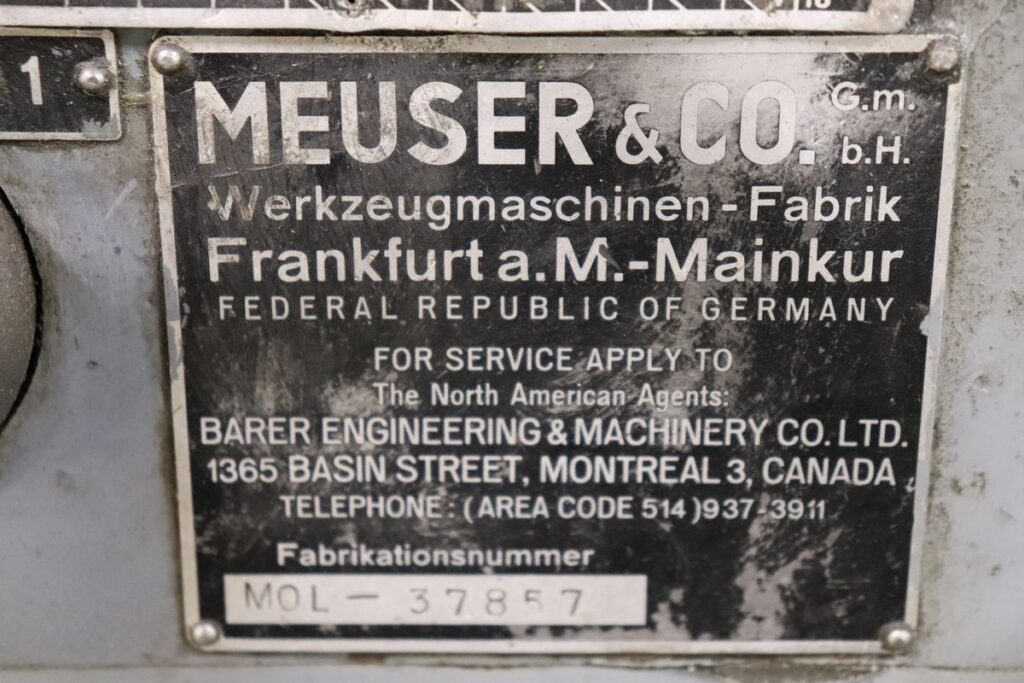 16
1
MEUSER & CO. G.m.b.H.
Werkzeugmaschinen - Fabrik
Frankfurt a.M.-Mainkur
FEDERAL REPUBLIC OF GERMANY
FOR SERVICE APPLY TO
The North American Agents:
BARER ENGINEERING & MACHINERY CO. LTD.
1365 BASIN STREET, MONTREAL 3, CANADA
TELEPHONE: (AREA CODE 514) 937-3911
Fabrikationsnummer
MOL - 37857